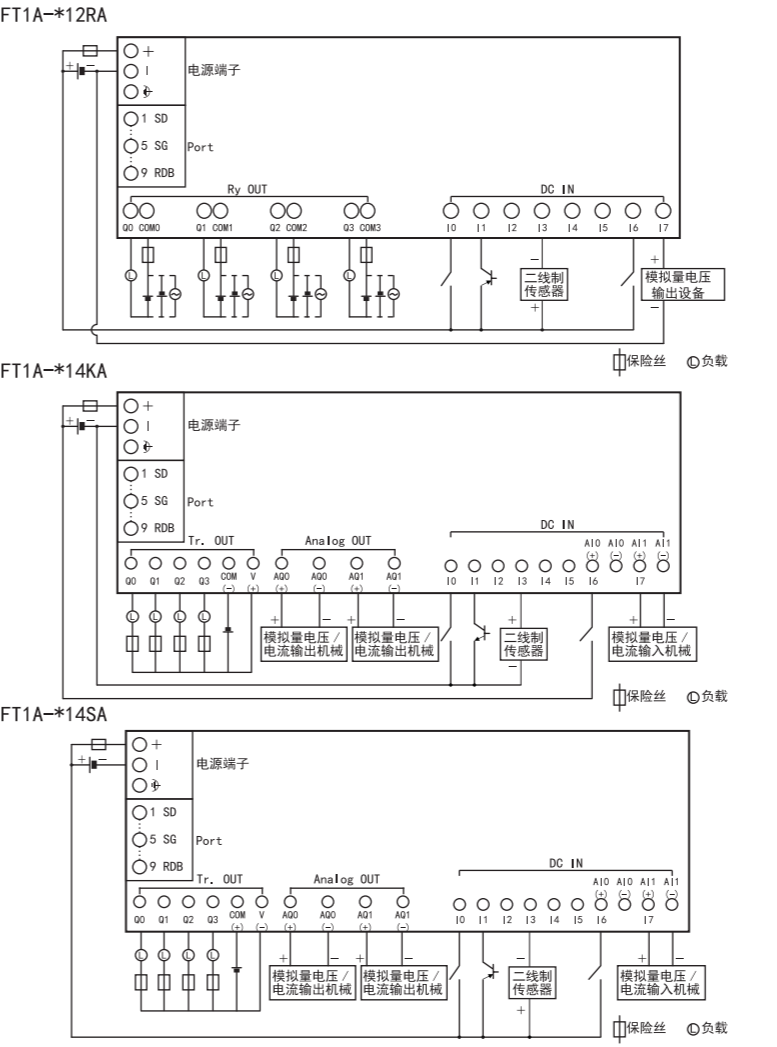 FT1A-*12RA
+
+ -
电源端子
1 SD
5 SG Port
9 RDB
Ry OUT DC IN
Q0 COM0 Q1 COM1 Q2 COM2 Q3 COM3 I0 I1 I2 I3 I4 I5 I6 I7
L L L L
- +
二线制
传感器
模拟量电压
输出设备
+ -
保险丝 L负载
FT1A-*14KA
+
+ -
电源端子
1 SD
5 SG Port
9 RDB
Tr. OUT Analog OUT DC IN
AI0 AI0 AI1 AI1
(+) (-) (+) (-)
Q0 Q1 Q2 Q3 COM V AQ0 AQ0 AQ1 AQ1 I0 I1 I2 I3 I4 I5 I6 I7
(-) (+) (+) (-) (+) (-)
L L L L
+ - + - + + -
模拟量电压/ 模拟量电压/ 二线制 模拟量电压/
电流输出机械 电流输出机械 传感器 电流输入机械
-
保险丝 L负载
FT1A-*14SA
+
+ -
电源端子
1 SD
5 SG Port
9 RDB
Tr. OUT Analog OUT DC IN
AI0 AI0 AI1 AI1
(+) (-) (+) (-)
Q0 Q1 Q2 Q3 COM V AQ0 AQ0 AQ1 AQ1 I0 I1 I2 I3 I4 I5 I6 I7
(+) (-) (+) (-) (+) (-)
L L L L
+ - + - - + -
模拟量电压/ 模拟量电压/ 二线制 模拟量电压/
电流输出机械 电流输出机械 传感器 电流输入机械
+
保险丝 L负载